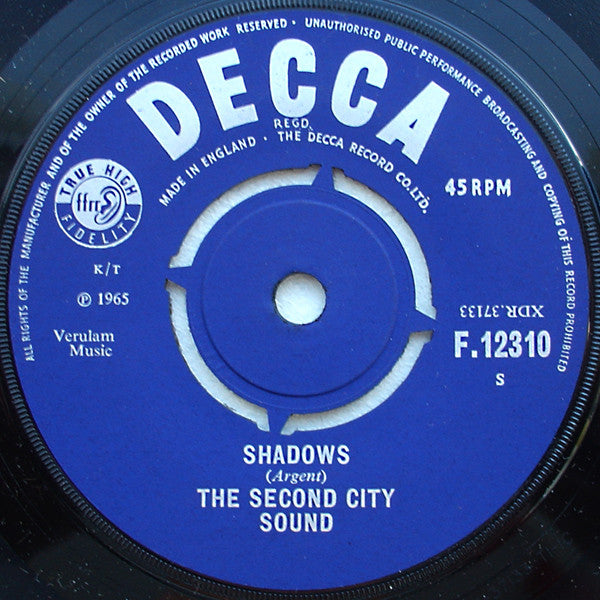 ALL RIGHTS OF THE MANUFACTURER AND OF THE OWNER OF THE RECORDED WORK RESERVED · UNAUTHORISED PUBLIC PERFORMANCE BROADCASTING AND COPYING OF THIS RECORD PROHIBITED
DECCA
REGD.
MADE IN ENGLAND · THE DECCA RECORD CO. LTD.
TRUE HIGH
ffrr
FIDELITY
45 RPM
K/T
℗ 1965
XDR.37133
Verulam
Music
F.12310
S
SHADOWS
(Argent)
THE SECOND CITY
SOUND